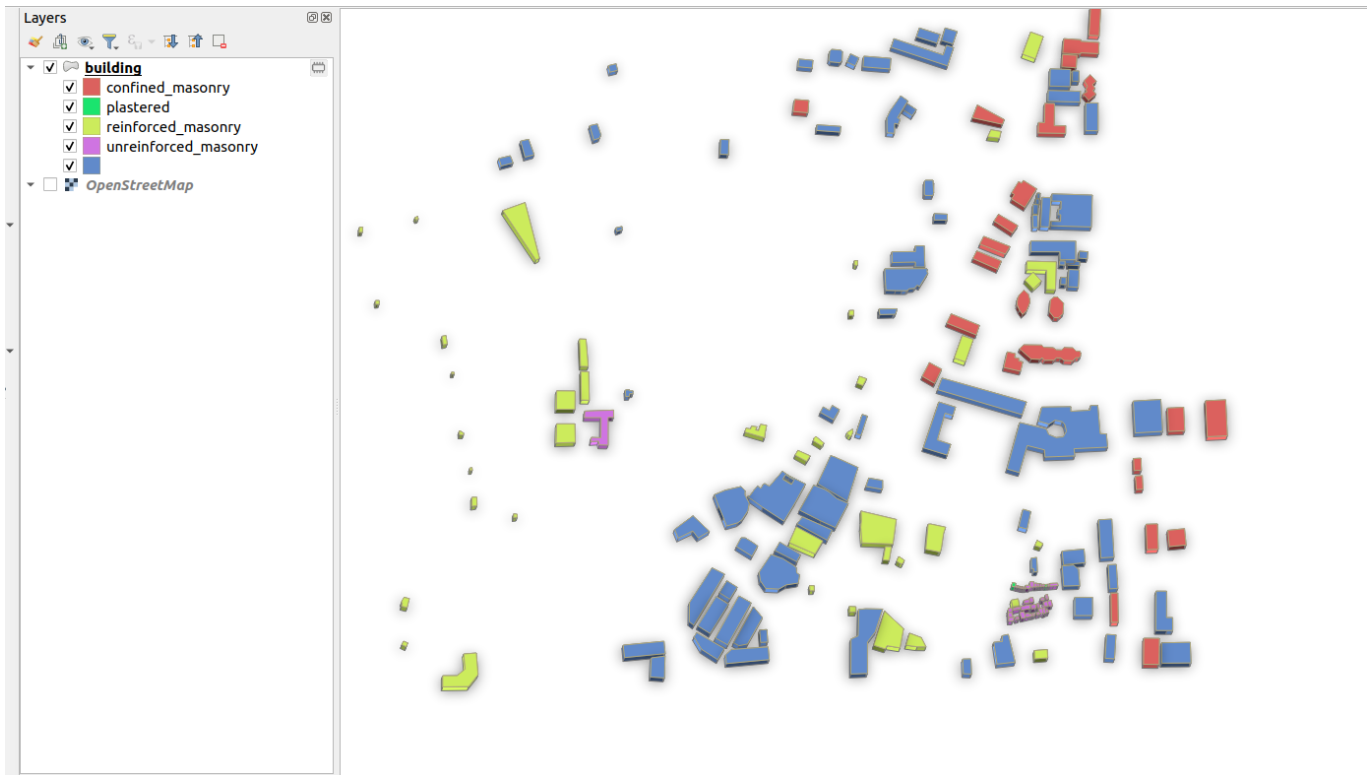 Layers
building
confined_masonry
plastered
reinforced_masonry
unreinforced_masonry
OpenStreetMap